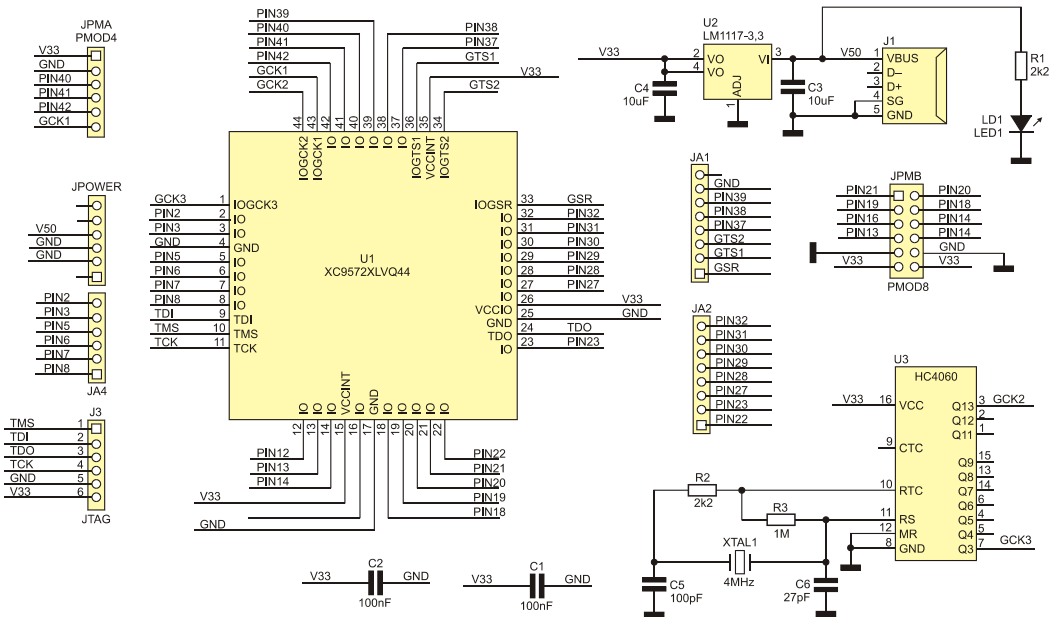 JPMA
PMOD4
V33
GND
PIN40
PIN41
PIN42
GCK1
PIN39
PIN40
PIN41
PIN42
GCK1
GCK2
PIN38
PIN37
GTS1
V33
GTS2
44 43 42 41 40 39 38 37 36 35 34
IOGCK2 IOGCK1 IO IO IO IO IO IO IOGTS1 VCCINT IOGTS2
U2
LM1117-3,3
V33
2 VO
4 VO
VI 3
ADJ
1
C4
10uF
C3
10uF
V50
J1
1 VBUS
2 D–
3 D+
4 SG
5 GND
R1
2k2
LD1
LED1
JPOWER
V50
GND
GND
GCK3 1 IOGCK3
PIN2 2 IO
PIN3 3 IO
GND 4 GND
PIN5 5 IO
PIN6 6 IO
PIN7 7 IO
PIN8 8 IO
TDI 9 TDI
TMS 10 TMS
TCK 11 TCK
U1
XC9572XLVQ44
IOGSR 33 GSR
IO 32 PIN32
IO 31 PIN31
IO 30 PIN30
IO 29 PIN29
IO 28 PIN28
IO 27 PIN27
VCCIO 26 V33
GND 25 GND
TDO 24 TDO
IO 23 PIN23
JA1
GND
PIN39
PIN38
PIN37
GTS2
GTS1
GSR
JPMB
PIN21 PIN20
PIN19 PIN18
PIN16 PIN14
PIN13 PIN14
GND
V33 V33
PMOD8
PIN2
PIN3
PIN5
PIN6
PIN7
PIN8
JA4
JA2
PIN32
PIN31
PIN30
PIN29
PIN28
PIN27
PIN23
PIN22
J3
TMS 1
TDI 2
TDO 3
TCK 4
GND 5
V33 6
JTAG
IO IO IO VCCINT IO GND IO IO IO IO IO
12 13 14 15 16 17 18 19 20 21 22
PIN12
PIN13
PIN14
V33
GND
PIN22
PIN21
PIN20
PIN19
PIN18
U3
HC4060
V33 16 VCC
9 CTC
10 RTC
11 RS
12 MR
8 GND
Q13 3 GCK2
Q12 2
Q11 1
Q9 15
Q8 13
Q7 14
Q6 6
Q5 4
Q4 5
Q3 7 GCK3
R2
2k2
R3
1M
XTAL1
4MHz
C5
100pF
C6
27pF
V33 C2 GND
100nF
V33 C1 GND
100nF